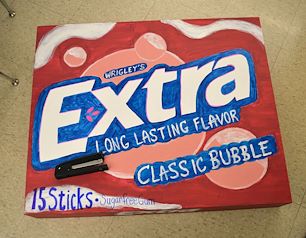 WRIGLEY'S
Extra
LONG LASTING FLAVOR
CLASSIC BUBBLE
15 Sticks • Sugarfree Gum